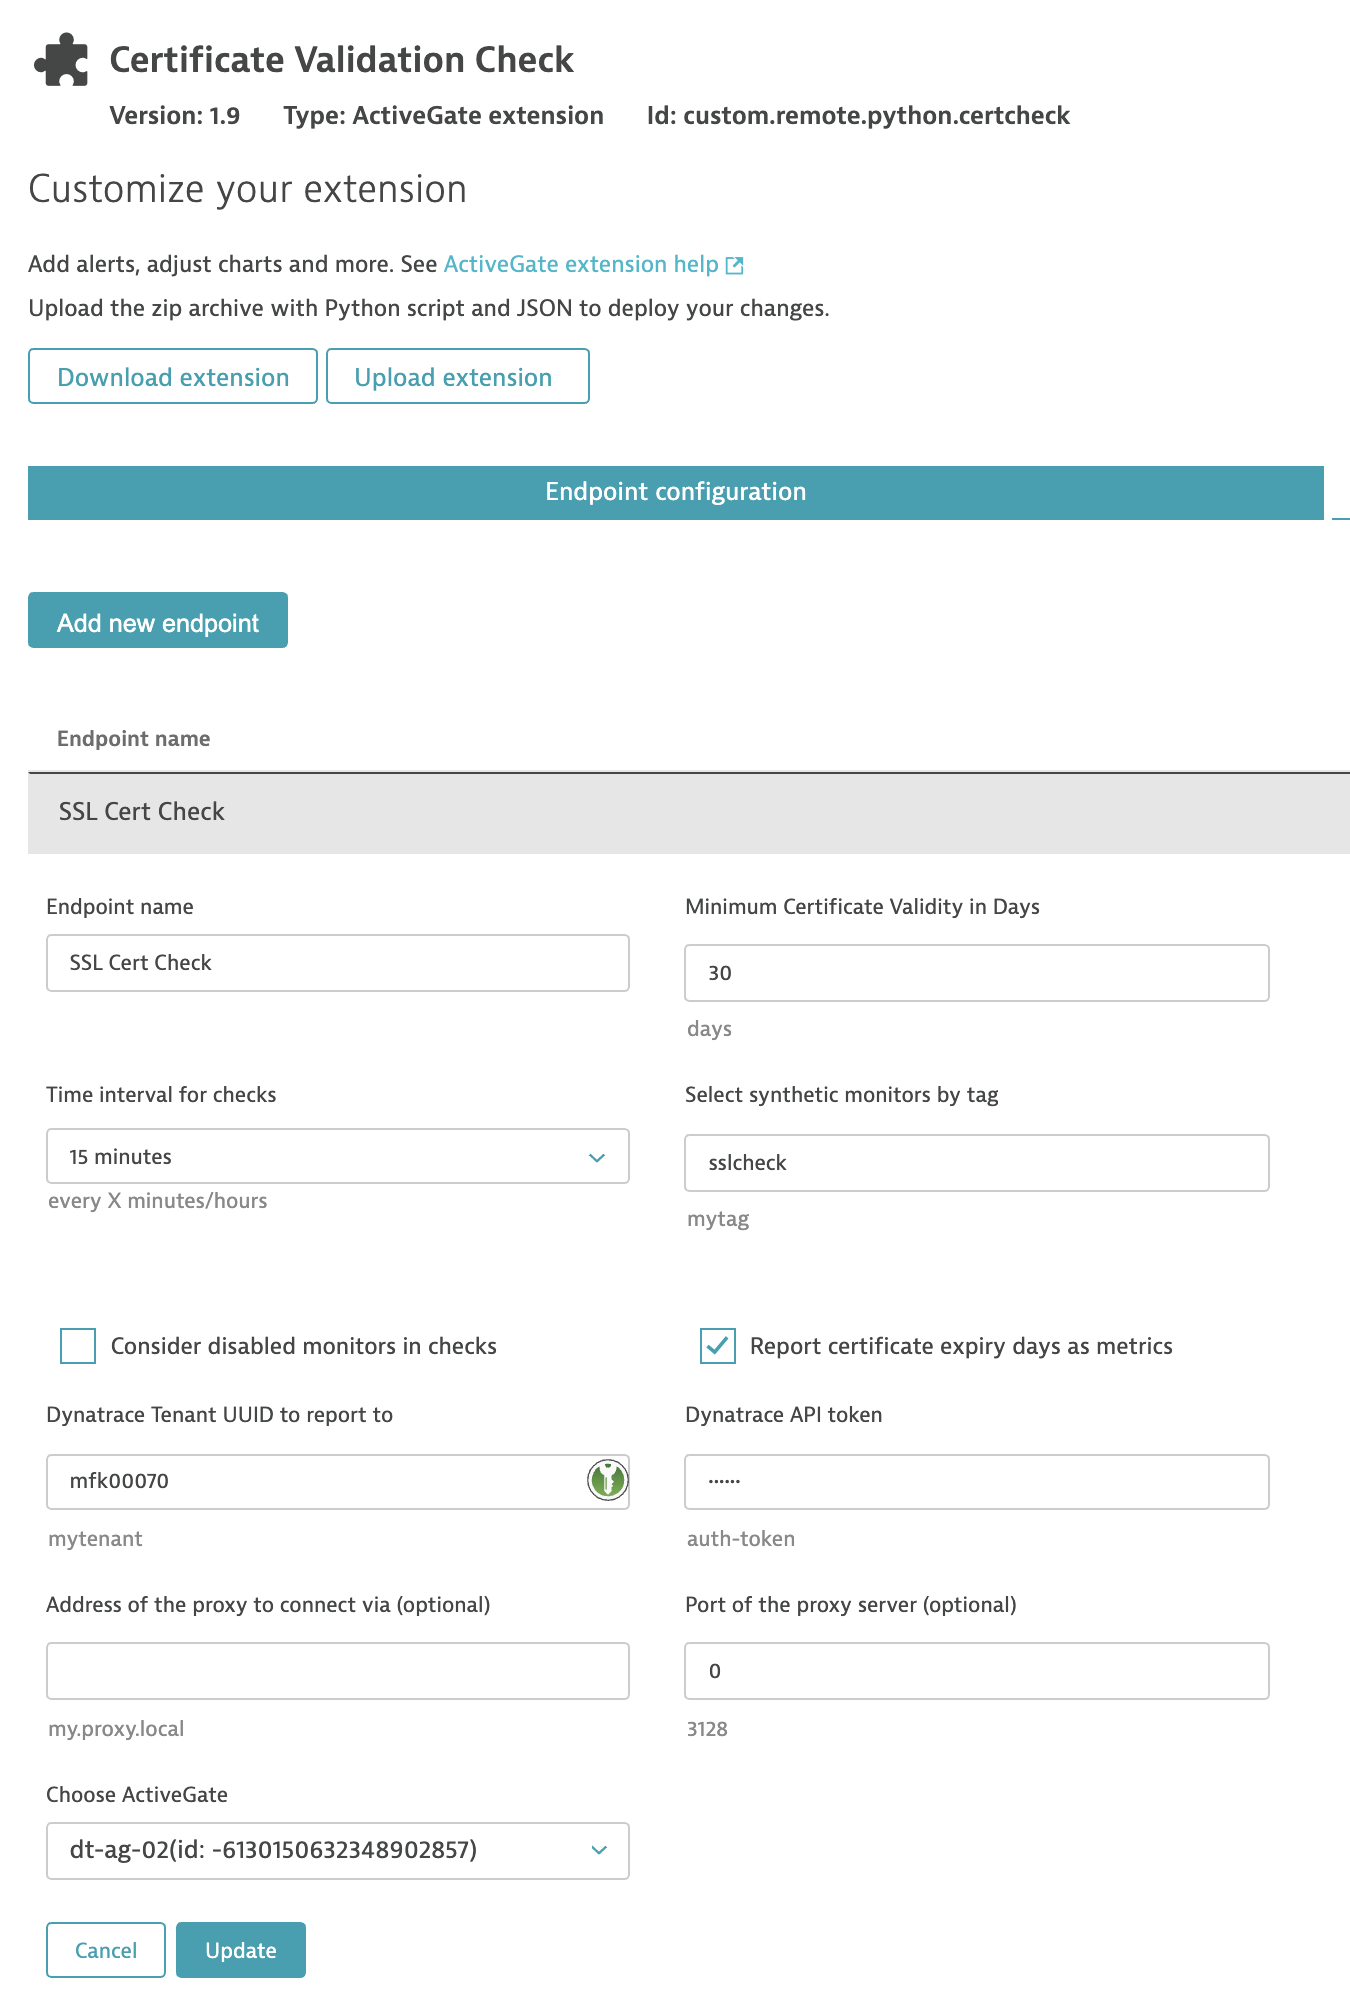 Certificate Validation Check
Version: 1.9 Type: ActiveGate extension Id: custom.remote.python.certcheck
Customize your extension
Add alerts, adjust charts and more. See ActiveGate extension help
Upload the zip archive with Python script and JSON to deploy your changes.
Download extension Upload extension
Endpoint configuration
Add new endpoint
Endpoint name
SSL Cert Check
Endpoint name Minimum Certificate Validity in Days
SSL Cert Check 30
days
Time interval for checks Select synthetic monitors by tag
15 minutes sslcheck
every X minutes/hours mytag
Consider disabled monitors in checks Report certificate expiry days as metrics
Dynatrace Tenant UUID to report to Dynatrace API token
mfk00070 ••••••
mytenant auth-token
Address of the proxy to connect via (optional) Port of the proxy server (optional)
0
my.proxy.local 3128
Choose ActiveGate
dt-ag-02(id: -6130150632348902857)
Cancel Update